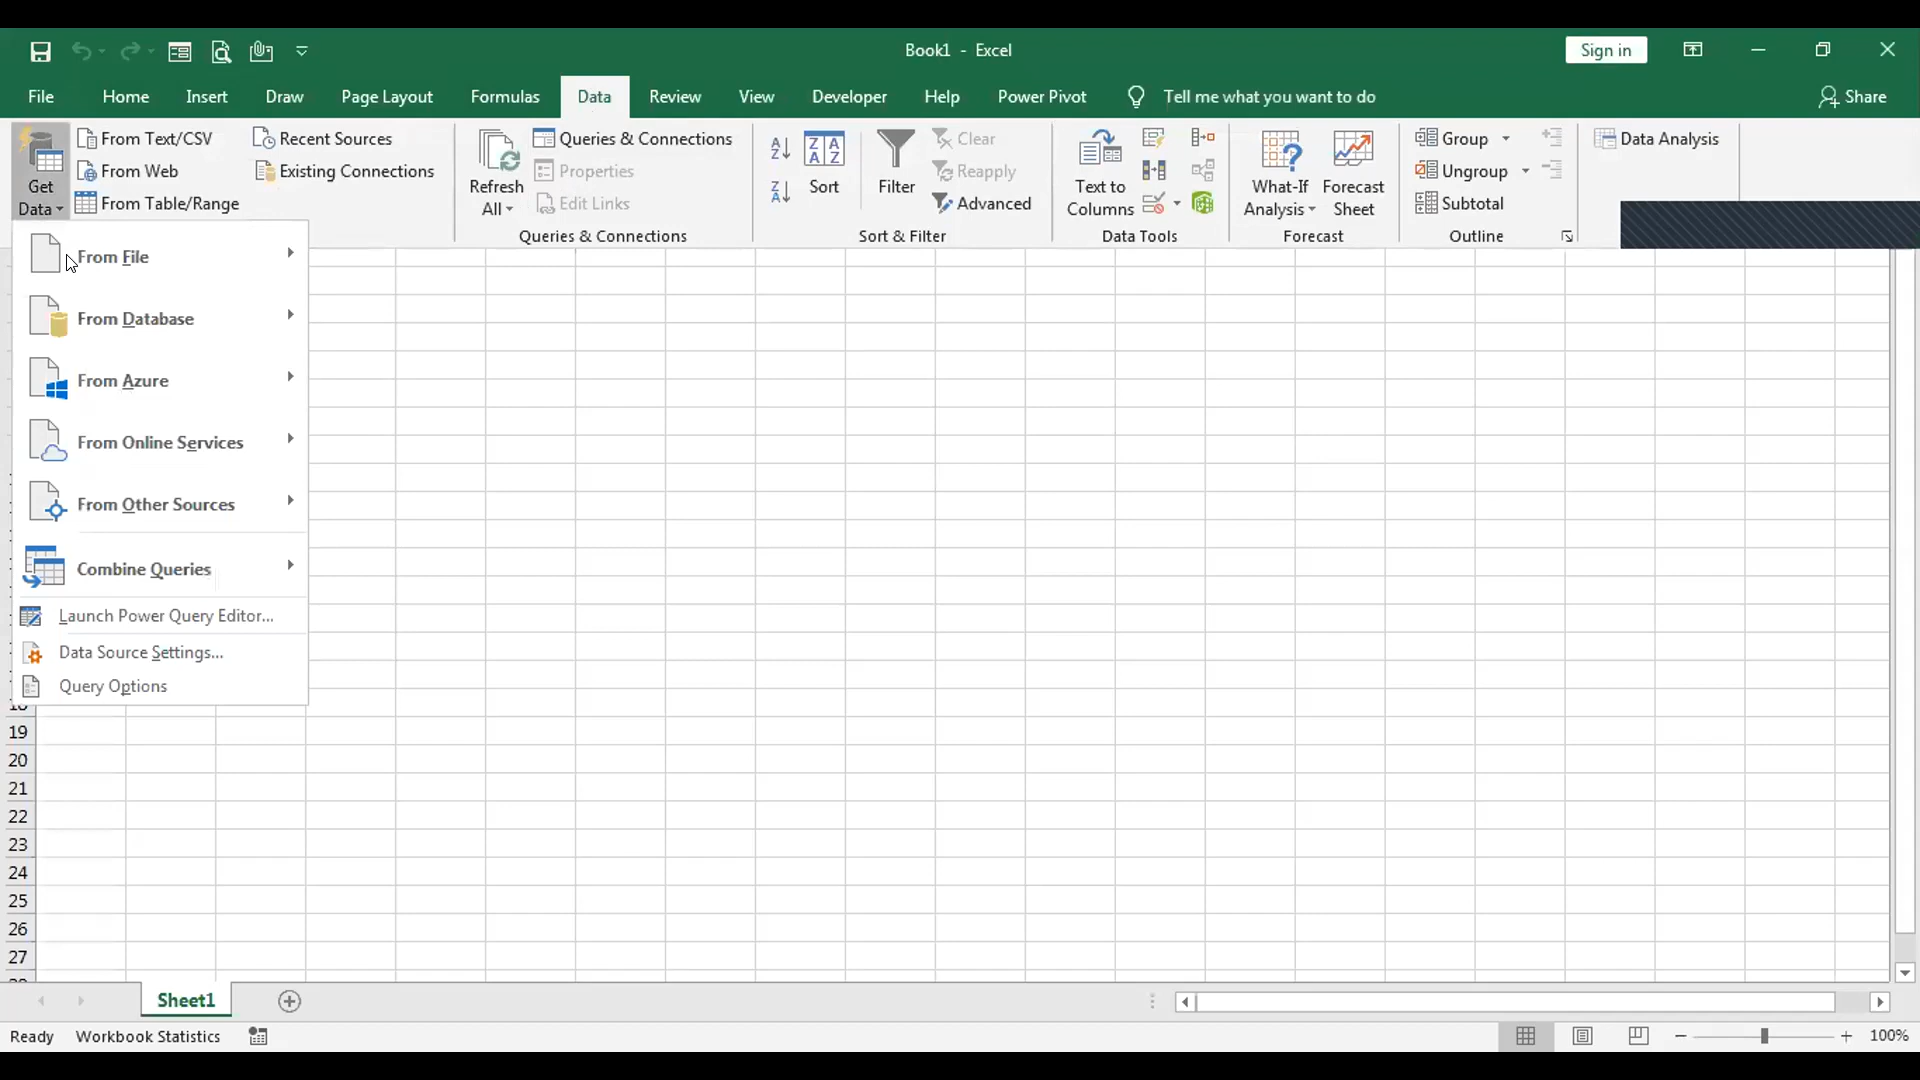 Book1 - Excel
Sign in
File Home Insert Draw Page Layout Formulas Data Review View Developer Help Power Pivot Tell me what you want to do Share
Get Data
From Text/CSV
From Web
From Table/Range
Recent Sources
Existing Connections
Refresh All
Queries & Connections
Properties
Edit Links
Queries & Connections
Sort
Filter
Clear
Reapply
Advanced
Sort & Filter
Text to Columns
Data Tools
What-If Analysis
Forecast Sheet
Forecast
Group
Ungroup
Subtotal
Outline
Data Analysis
From File
From Database
From Azure
From Online Services
From Other Sources
Combine Queries
Launch Power Query Editor...
Data Source Settings...
Query Options
19
20
21
22
23
24
25
26
27
Sheet1
Ready Workbook Statistics
100%